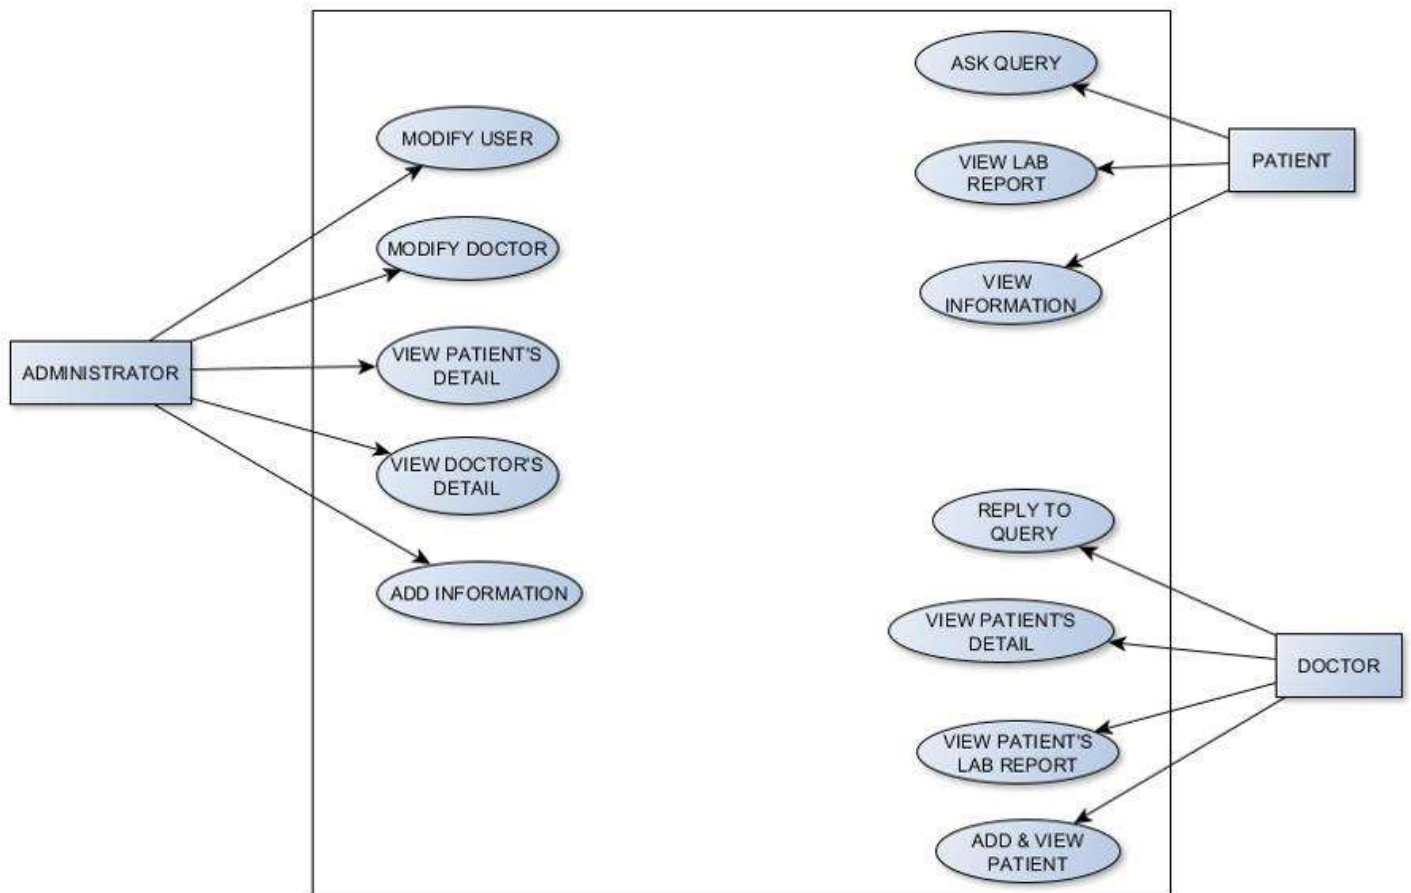 ASK QUERY
MODIFY USER
VIEW LAB
REPORT
PATIENT
MODIFY DOCTOR
VIEW
INFORMATION
ADMINISTRATOR
VIEW PATIENT'S
DETAIL
VIEW DOCTOR'S
DETAIL
ADD INFORMATION
REPLY TO
QUERY
VIEW PATIENT'S
DETAIL
DOCTOR
VIEW PATIENT'S
LAB REPORT
ADD & VIEW
PATIENT